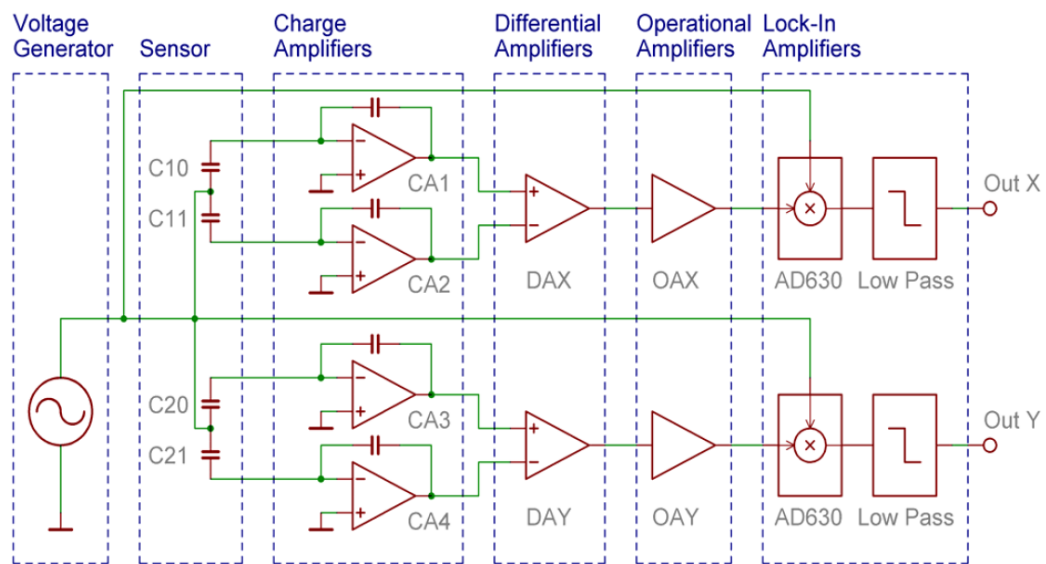 Voltage
Generator
Sensor
Charge
Amplifiers
Differential
Amplifiers
Operational
Amplifiers
Lock-In
Amplifiers
C10
C11
CA1
CA2
DAX
OAX
AD630
Low Pass
Out X
C20
C21
CA3
CA4
DAY
OAY
AD630
Low Pass
Out Y